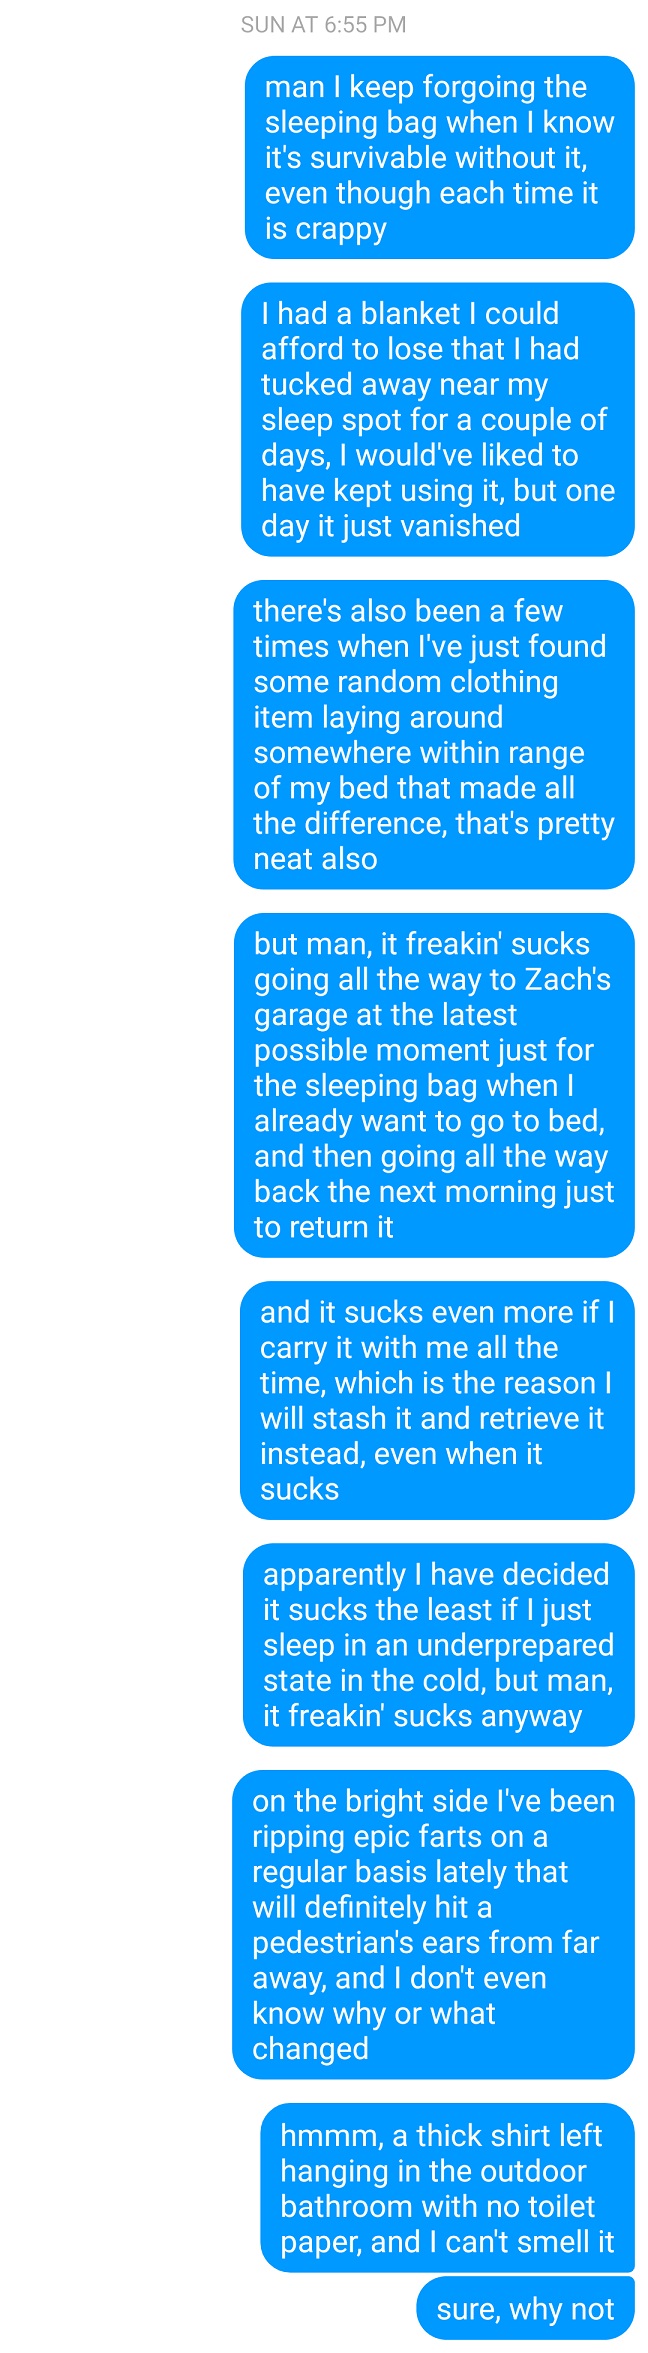 SUN AT 6:55 PM
man I keep forgoing the
sleeping bag when I know
it's survivable without it,
even though each time it
is crappy
I had a blanket I could
afford to lose that I had
tucked away near my
sleep spot for a couple of
days, I would've liked to
have kept using it, but one
day it just vanished
there's also been a few
times when I've just found
some random clothing
item laying around
somewhere within range
of my bed that made all
the difference, that's pretty
neat also
but man, it freakin' sucks
going all the way to Zach's
garage at the latest
possible moment just for
the sleeping bag when I
already want to go to bed,
and then going all the way
back the next morning just
to return it
and it sucks even more if I
carry it with me all the
time, which is the reason I
will stash it and retrieve it
instead, even when it
sucks
apparently I have decided
it sucks the least if I just
sleep in an underprepared
state in the cold, but man,
it freakin' sucks anyway
on the bright side I've been
ripping epic farts on a
regular basis lately that
will definitely hit a
pedestrian's ears from far
away, and I don't even
know why or what
changed
hmmm, a thick shirt left
hanging in the outdoor
bathroom with no toilet
paper, and I can't smell it
sure, why not